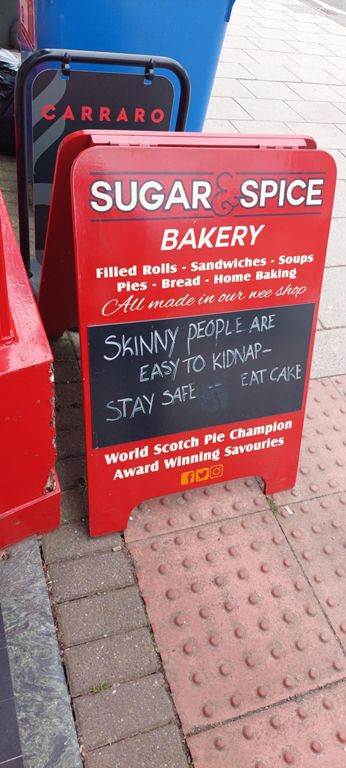 CARRARO
SUGAR & SPICE
BAKERY
Filled Rolls - Sandwiches - Soups
Pies - Bread - Home Baking
All made in our wee shop
SKINNY PEOPLE ARE
EASY TO KIDNAP-
STAY SAFE EAT CAKE
World Scotch Pie Champion
Award Winning Savouries